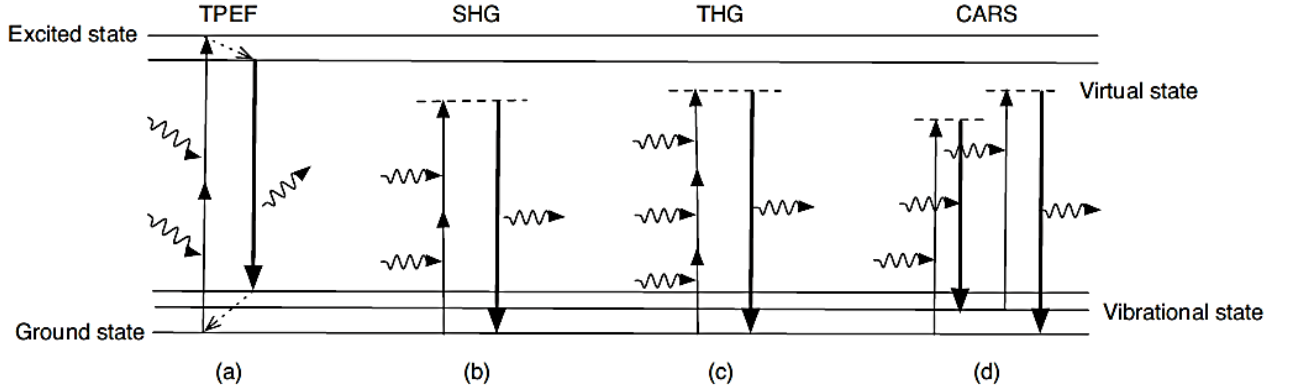 TPEF SHG THG CARS
Excited state
Virtual state
Vibrational state
Ground state
(a) (b) (c) (d)